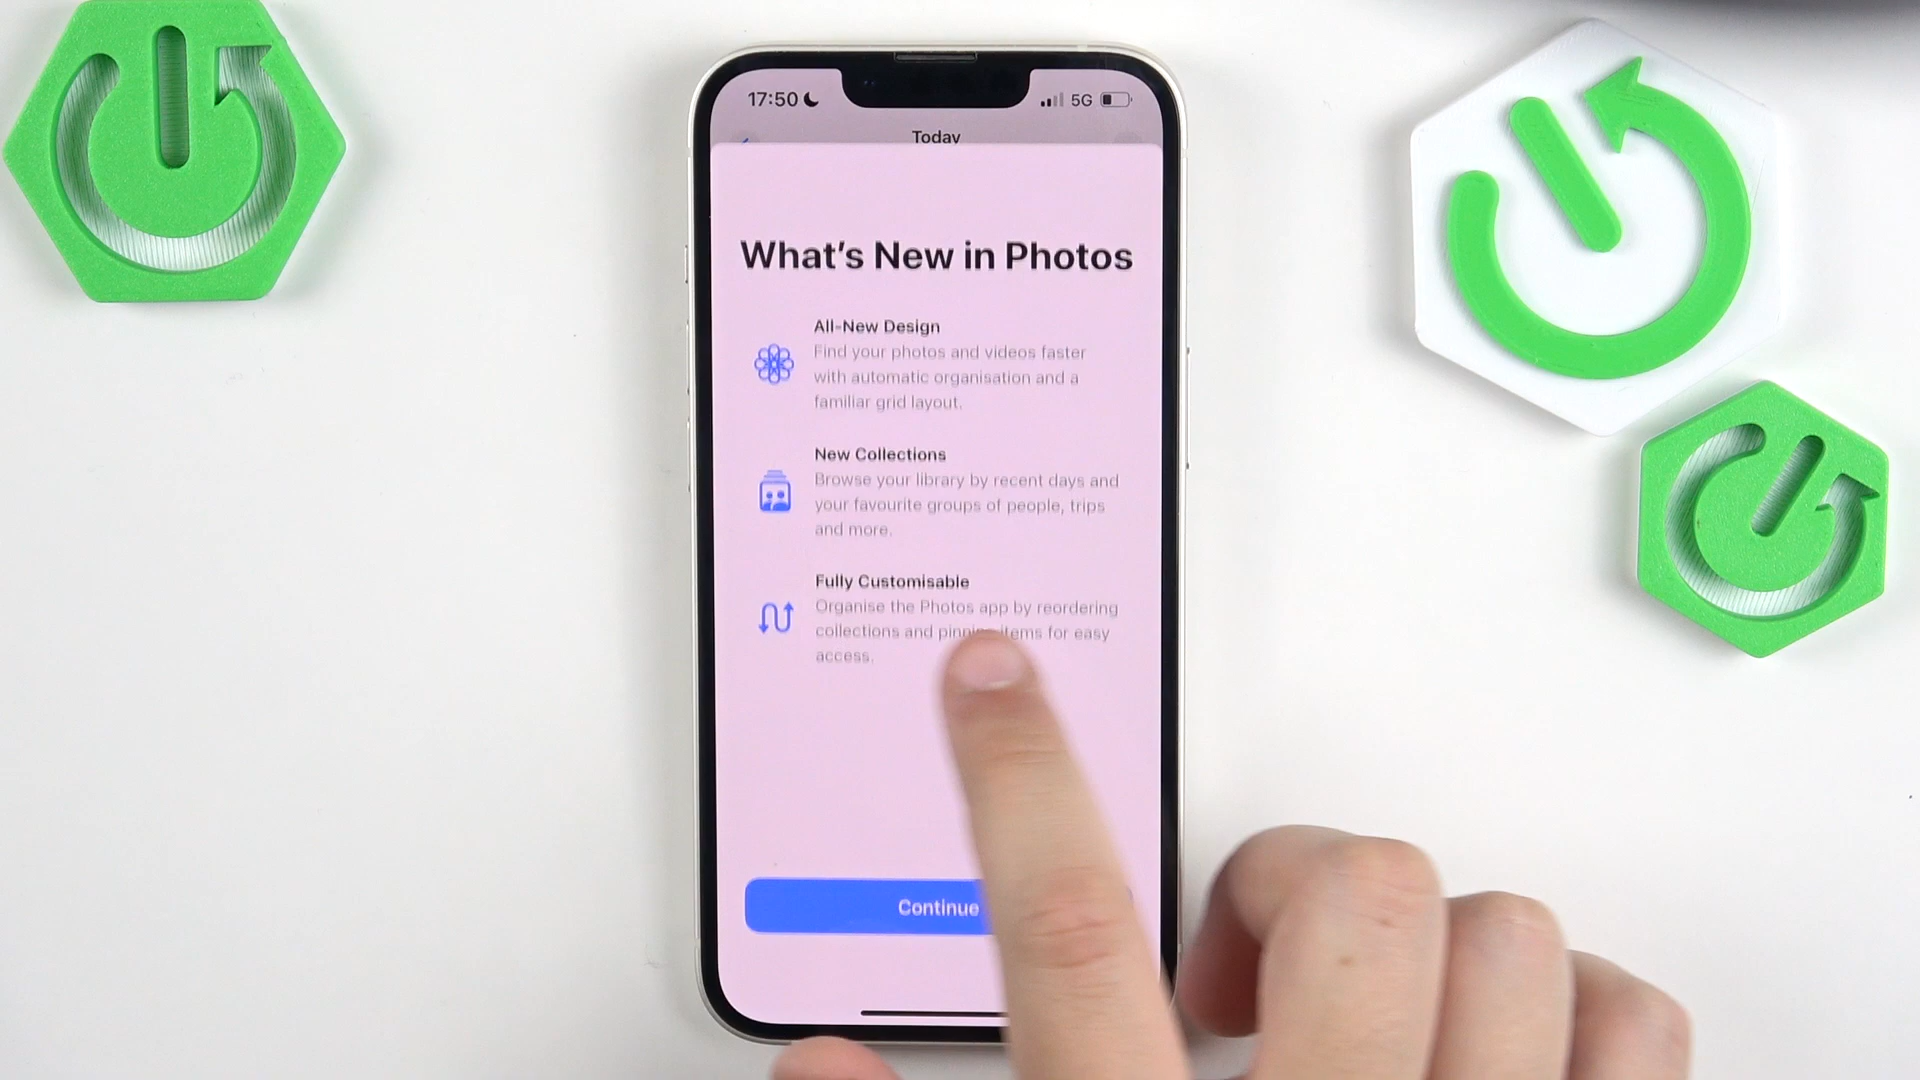 17:50 5G
Today
What's New in Photos
All-New Design
Find your photos and videos faster
with automatic organisation and a
familiar grid layout.
New Collections
Browse your library by recent days and
your favourite groups of people, trips
and more.
Fully Customisable
Organise the Photos app by reordering
collections and items for easy
access.
Continue